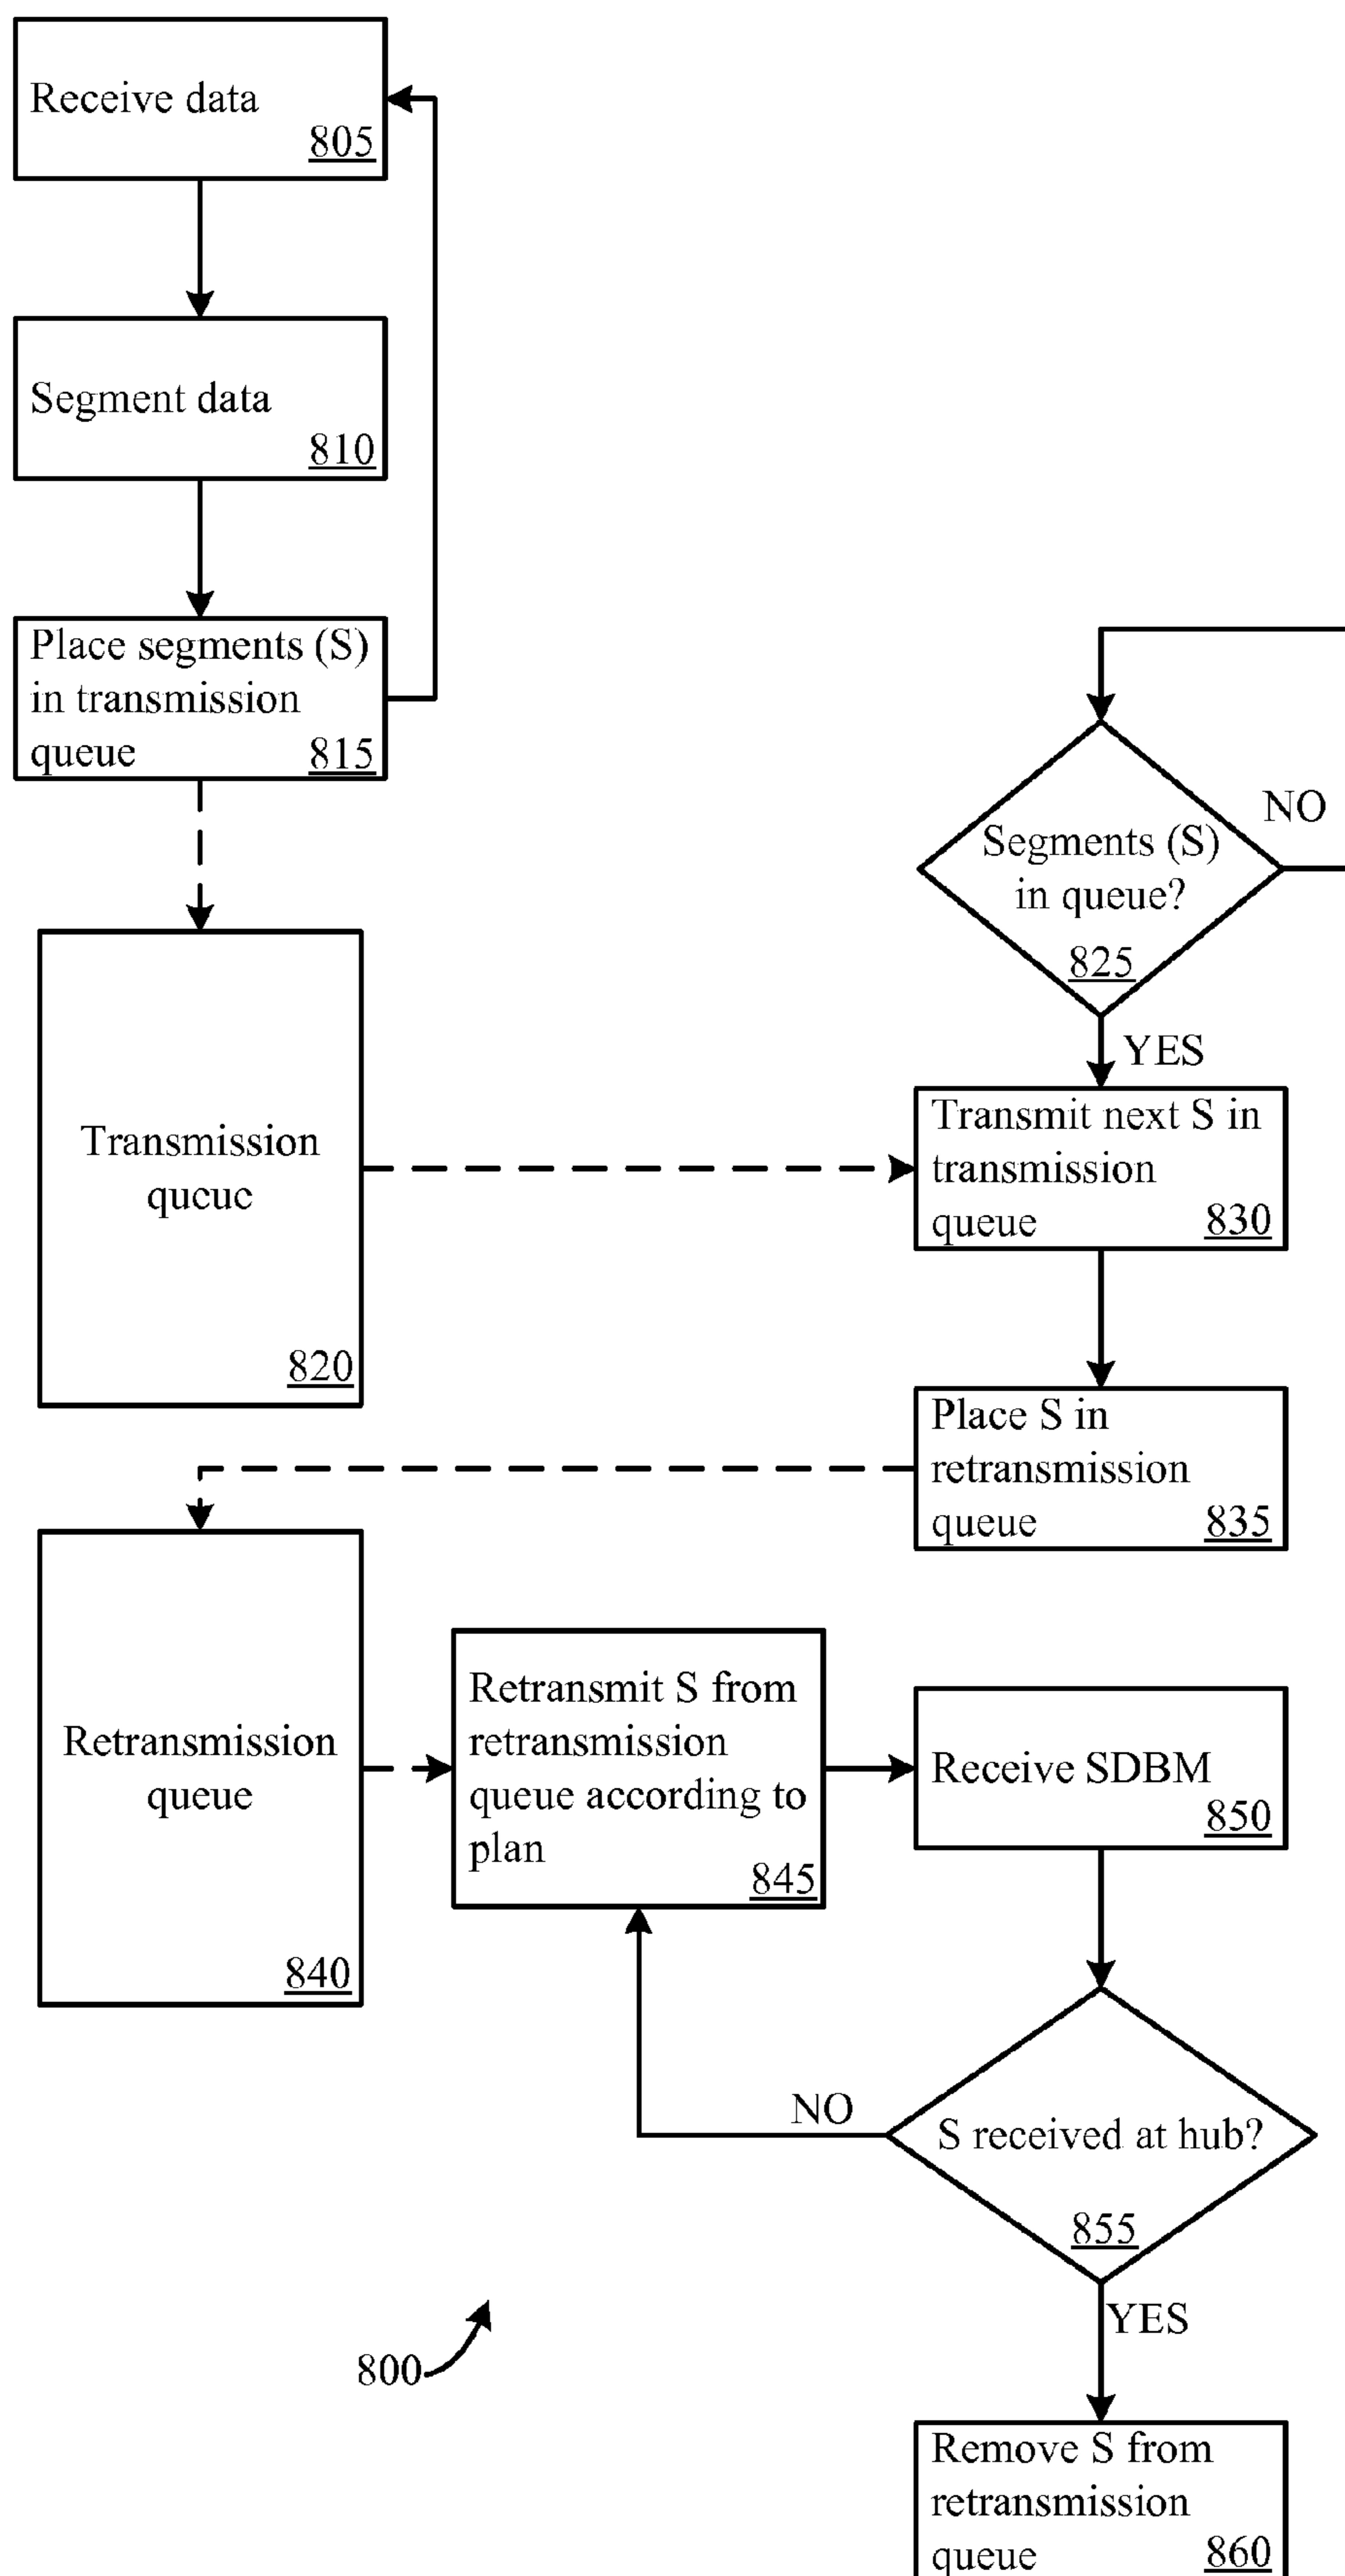 Receive data
805
Segment data
810
Place segments (S)
in transmission
queue
815
Transmission
queue
820
Segments (S)
in queue?
825
NO
YES
Transmit next S in
transmission
queue
830
Place S in
retransmission
queue
835
Retransmission
queue
840
Retransmit S from
retransmission
queue according to
plan
845
Receive SDBM
850
S received at hub?
855
NO
YES
Remove S from
retransmission
queue
860
800